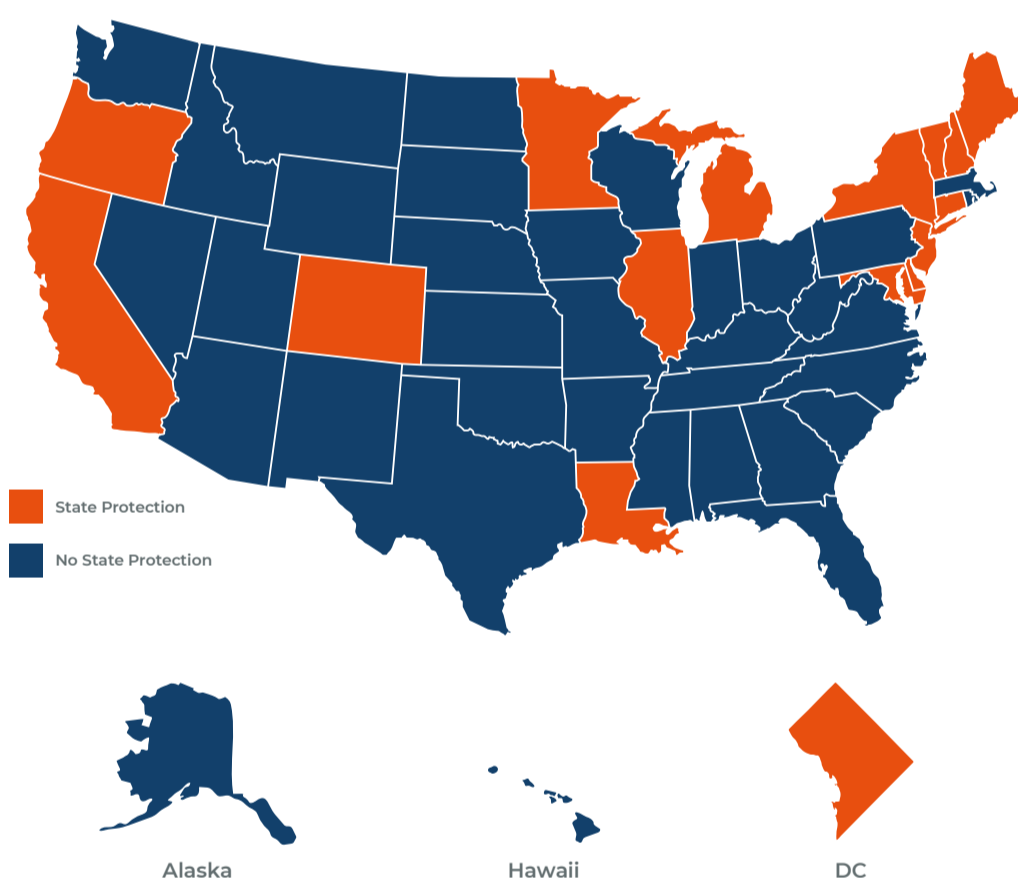 State Protection
No State Protection
Alaska
Hawaii
DC